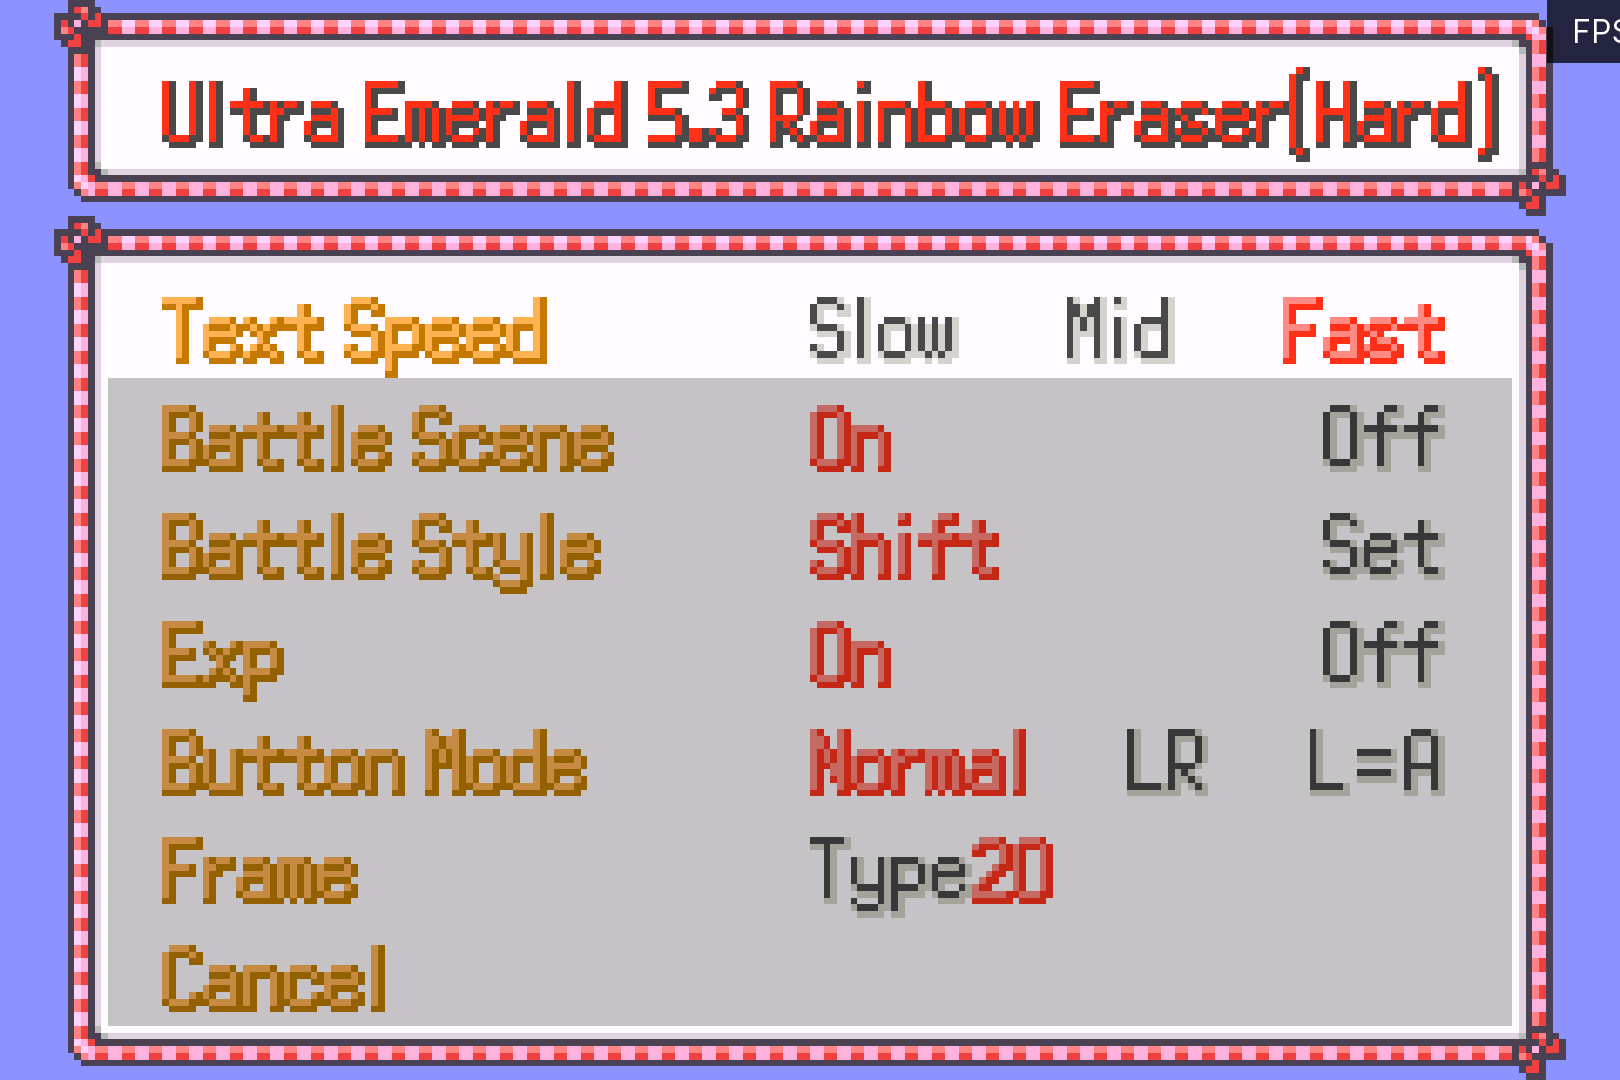 FPS
Ultra Emerald 5.3 Rainbow Eraser(Hard)
Text Speed Slow Mid Fast
Battle Scene On Off
Battle Style Shift Set
Exp On Off
Button Mode Normal LR L=A
Frame Type20
Cancel